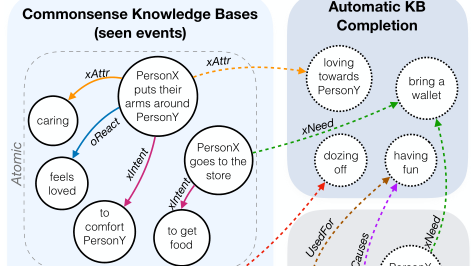 Commonsense Knowledge Bases
(seen events)
Automatic KB
Completion
Atomic
xAttr
PersonX
puts their
arms around
PersonY
xAttr
loving
towards
PersonY
bring a
wallet
caring
oReact
xIntent
xNeed
PersonX
goes to the
store
dozing
off
having
fun
feels
loved
xIntent
to
comfort
PersonY
to get
food
UsedFor
Causes
xNeed
PersonX